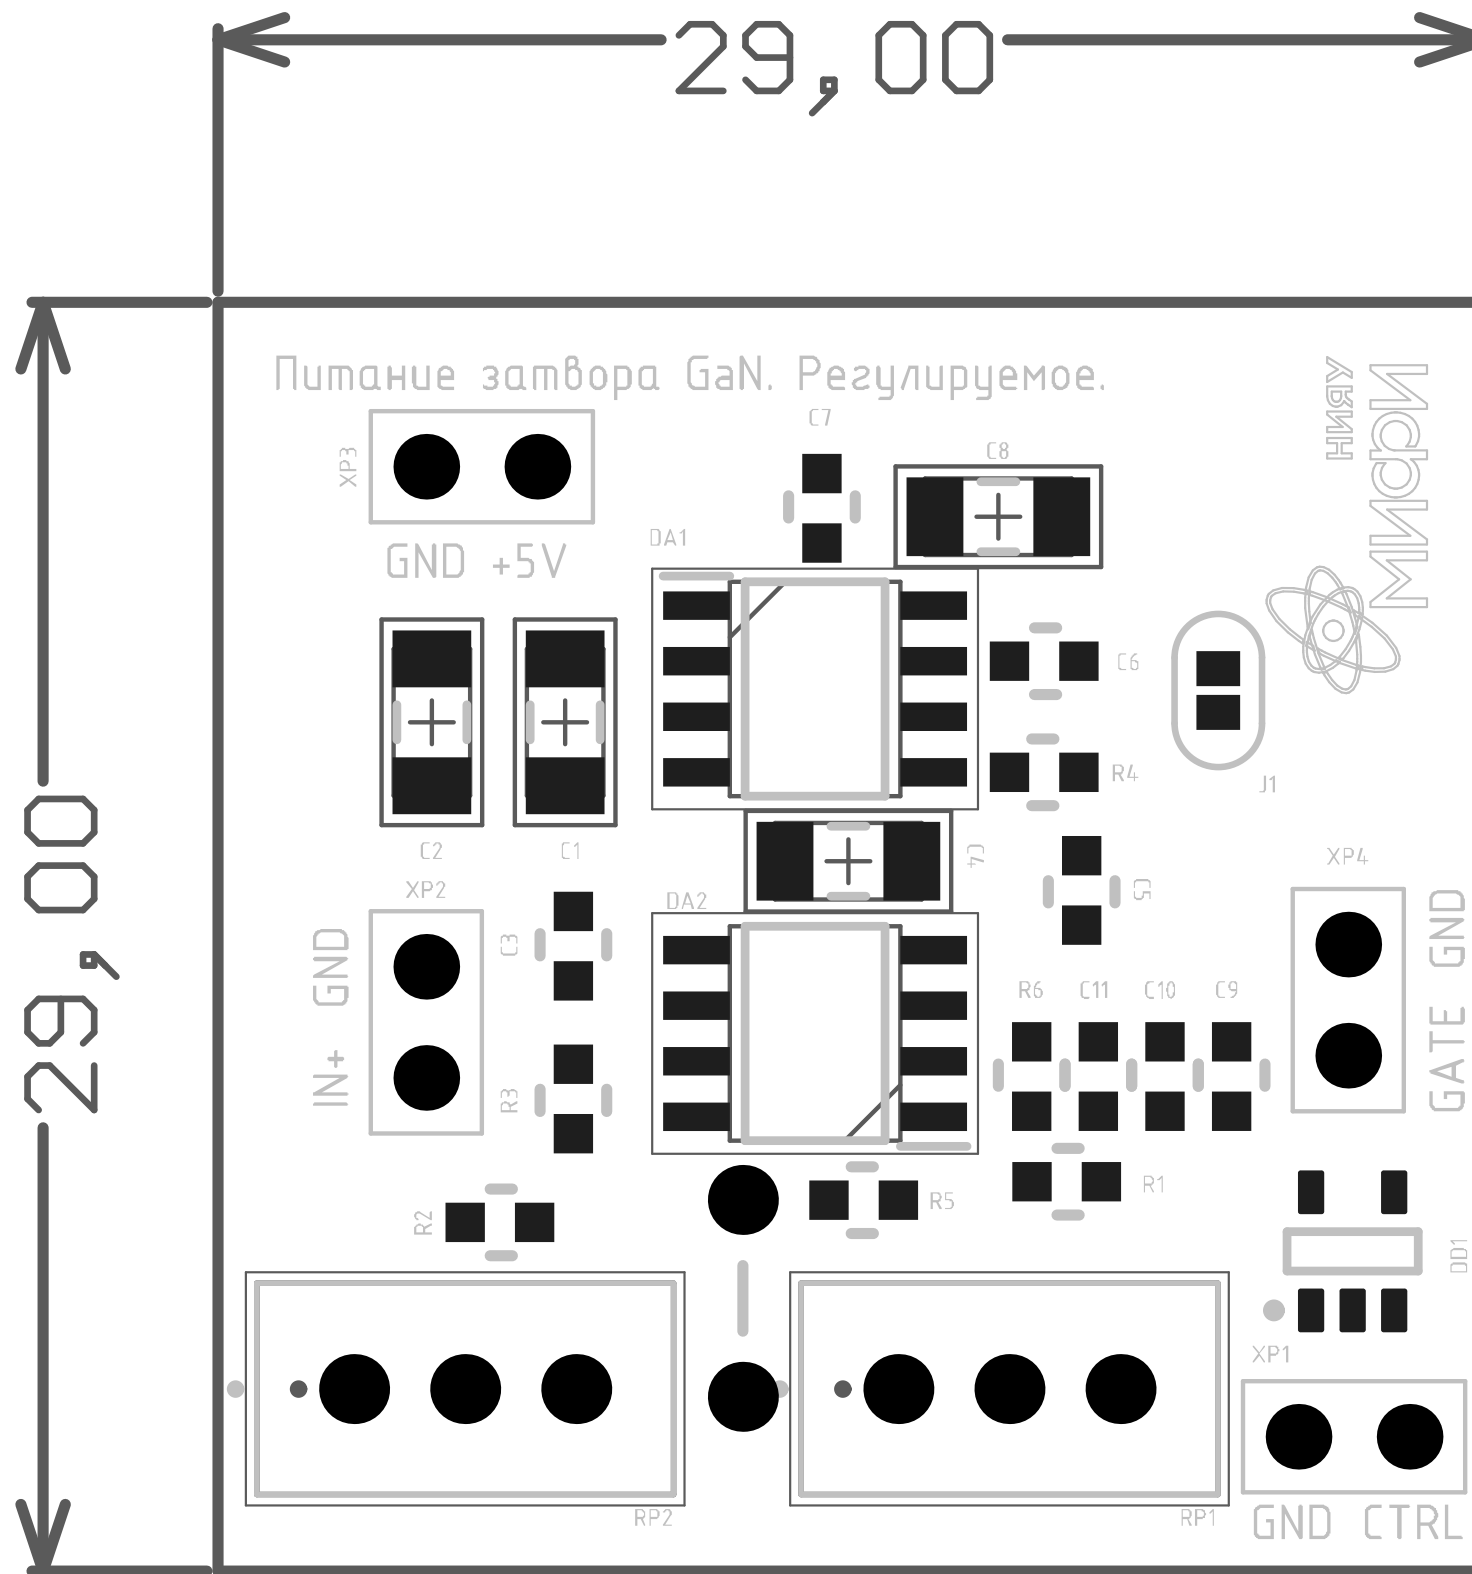 29,00
Питание затвора GaN. Регулируемое.
НИЯУ
МИФИ
C7
C8
XP3
GND +5V
DA1
C6
R4
J1
C2
C1
C4
C5
XP4
XP2
DA2
29,00
GND
IN+
C3
R3
GND
GATE
R6
C11
C10
C9
R1
R2
R5
DD1
XP1
RP2
RP1
GND CTRL